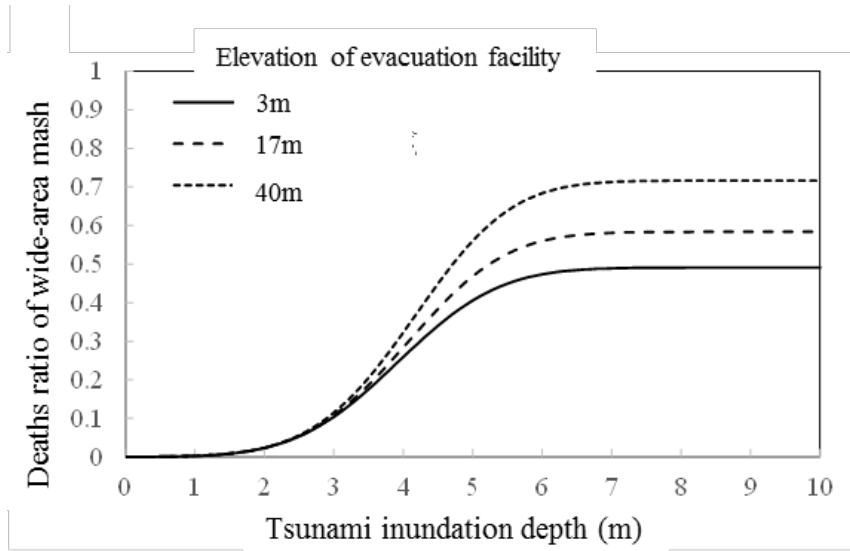 Elevation of evacuation facility
3m
17m
40m
Deaths ratio of wide-area mash
1
0.9
0.8
0.7
0.6
0.5
0.4
0.3
0.2
0.1
0
0 1 2 3 4 5 6 7 8 9 10
Tsunami inundation depth (m)